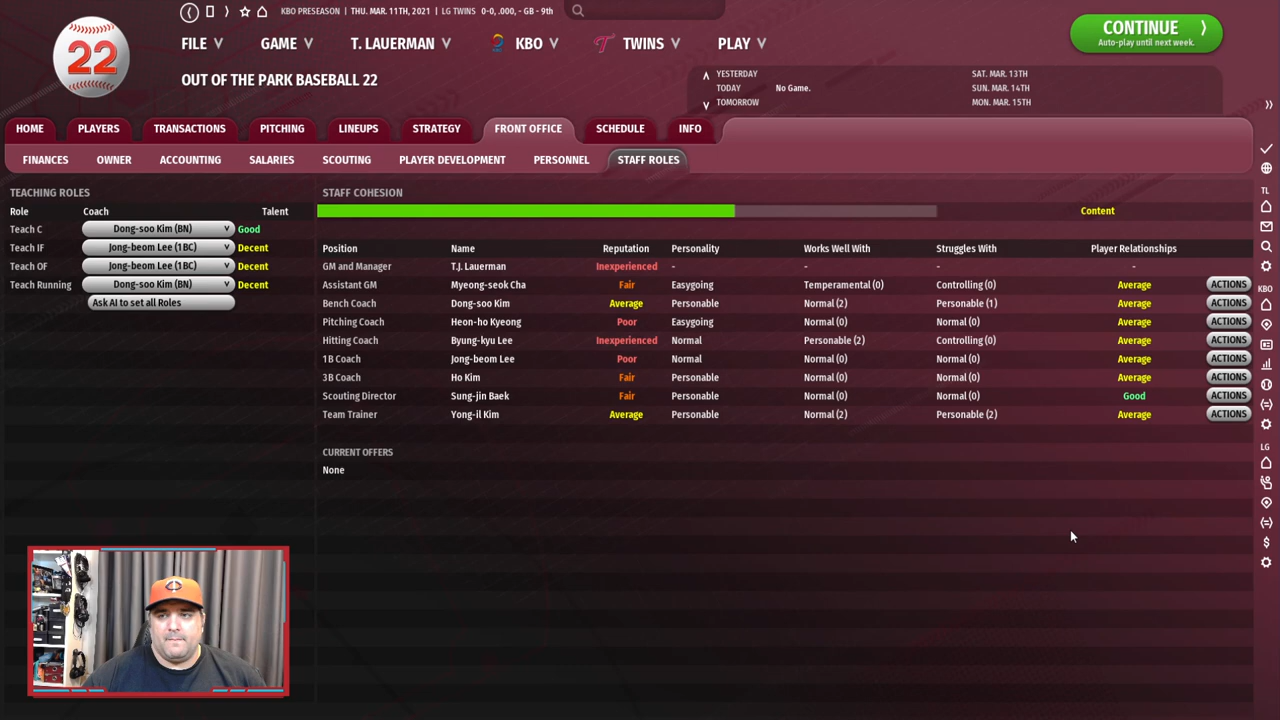 KBO PRESEASON | THU. MAR. 11TH, 2021 | LG TWINS 0-0, .000, - GB - 9th
22
FILE GAME T. LAUERMAN KBO TWINS PLAY
CONTINUE
Auto-play until next week.
OUT OF THE PARK BASEBALL 22
YESTERDAY SAT. MAR. 13TH
TODAY No Game. SUN. MAR. 14TH
TOMORROW MON. MAR. 15TH
HOME PLAYERS TRANSACTIONS PITCHING LINEUPS STRATEGY FRONT OFFICE SCHEDULE INFO
FINANCES OWNER ACCOUNTING SALARIES SCOUTING PLAYER DEVELOPMENT PERSONNEL STAFF ROLES
TEACHING ROLES
Role Coach Talent
Teach C Dong-soo Kim (BN) Good
Teach IF Jong-beom Lee (1BC) Decent
Teach OF Jong-beom Lee (1BC) Decent
Teach Running Dong-soo Kim (BN) Decent
Ask AI to set all Roles
STAFF COHESION
Content
Position Name Reputation Personality Works Well With Struggles With Player Relationships
GM and Manager T.J. Lauerman Inexperienced - - - -
Assistant GM Myeong-seok Cha Fair Easygoing Temperamental (0) Controlling (0) Average ACTIONS
Bench Coach Dong-soo Kim Average Personable Normal (2) Personable (1) Average ACTIONS
Pitching Coach Heon-ho Kyeong Poor Easygoing Normal (0) Normal (0) Average ACTIONS
Hitting Coach Byung-kyu Lee Inexperienced Normal Personable (2) Controlling (0) Average ACTIONS
1B Coach Jong-beom Lee Poor Normal Normal (0) Normal (0) Average ACTIONS
3B Coach Ho Kim Fair Personable Normal (0) Normal (0) Average ACTIONS
Scouting Director Sung-jin Baek Fair Personable Normal (0) Normal (0) Good ACTIONS
Team Trainer Yong-il Kim Average Personable Normal (2) Personable (2) Average ACTIONS
CURRENT OFFERS
None
TL
KBO
LG